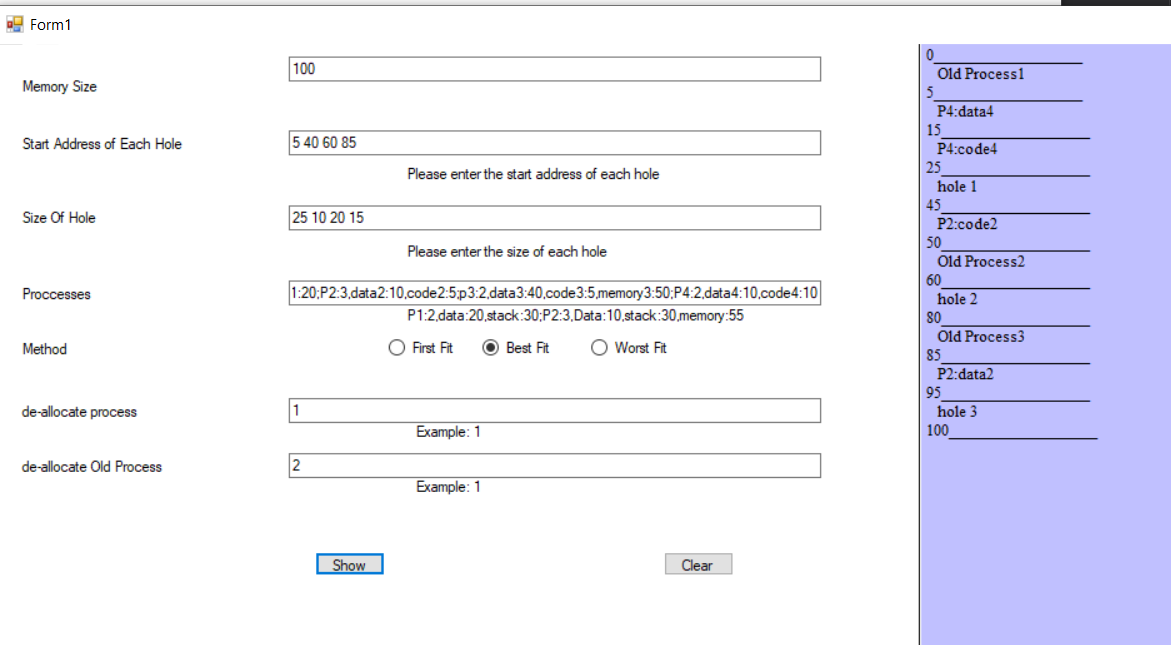 Form1
Memory Size
100
Start Address of Each Hole
5 40 60 85
Please enter the start address of each hole
Size Of Hole
25 10 20 15
Please enter the size of each hole
Proccesses
1:20;P2:3,data2:10,code2:5;p3:2,data3:40,code3:5,memory3:50;P4:2,data4:10,code4:10
P1:2,data:20,stack:30;P2:3,Data:10,stack:30,memory:55
Method
First Fit
Best Fit
Worst Fit
de-allocate process
1
Example: 1
de-allocate Old Process
2
Example: 1
Show
Clear
0
Old Process1
5
P4:data4
15
P4:code4
25
hole 1
45
P2:code2
50
Old Process2
60
hole 2
80
Old Process3
85
P2:data2
95
hole 3
100